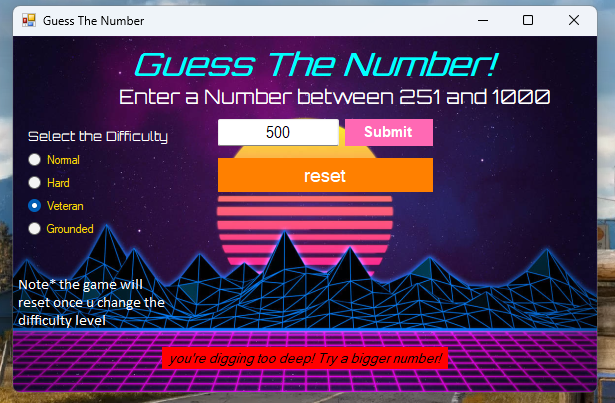 Guess The Number
Guess The Number!
Enter a Number between 251 and 1000
500 Submit
Select the Difficulty
reset
Normal
Hard
Veteran
Grounded
Note* the game will
reset once u change the
difficulty level
you're digging too deep! Try a bigger number!